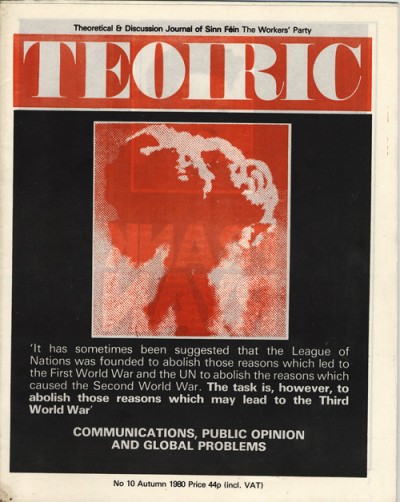 Theoretical & Discussion Journal of Sinn Féin The Workers' Party
TEOIRIC
'It has sometimes been suggested that the League of
Nations was founded to abolish those reasons which led to
the First World War and the UN to abolish the reasons which
caused the Second World War. The task is, however, to
abolish those reasons which may lead to the Third
World War'
COMMUNICATIONS, PUBLIC OPINION
AND GLOBAL PROBLEMS
No 10 Autumn 1980 Price 44p (incl. VAT)